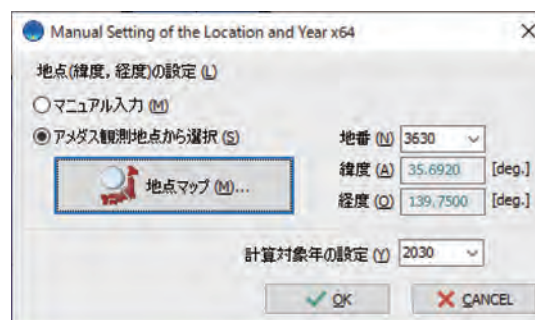 Manual Setting of the Location and Year x64
地点(緯度，経度)の設定 (L)
マニュアル入力 (M)
アメダス観測地点から選択 (S)
地番 (N) 3630
地点マップ (M)...
緯度 (A) 35.6920 [deg.]
経度 (O) 139.7500 [deg.]
計算対象年の設定 (Y) 2030
OK
CANCEL